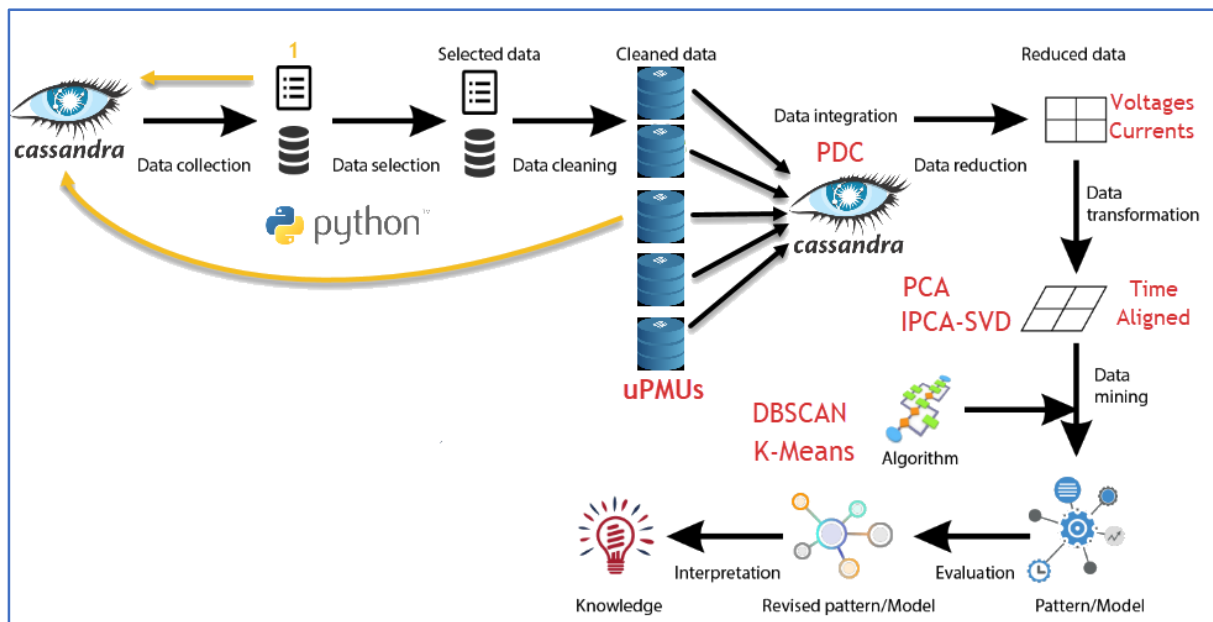 1
Selected data
Cleaned data
Reduced data
cassandra
Data collection
Data selection
Data cleaning
Data integration
PDC
cassandra
Data reduction
Voltages
Currents
python
Data
transformation
PCA
IPCA-SVD
Time
Aligned
uPMUs
Data
mining
DBSCAN
K-Means
Algorithm
Knowledge
Interpretation
Revised pattern/Model
Evaluation
Pattern/Model